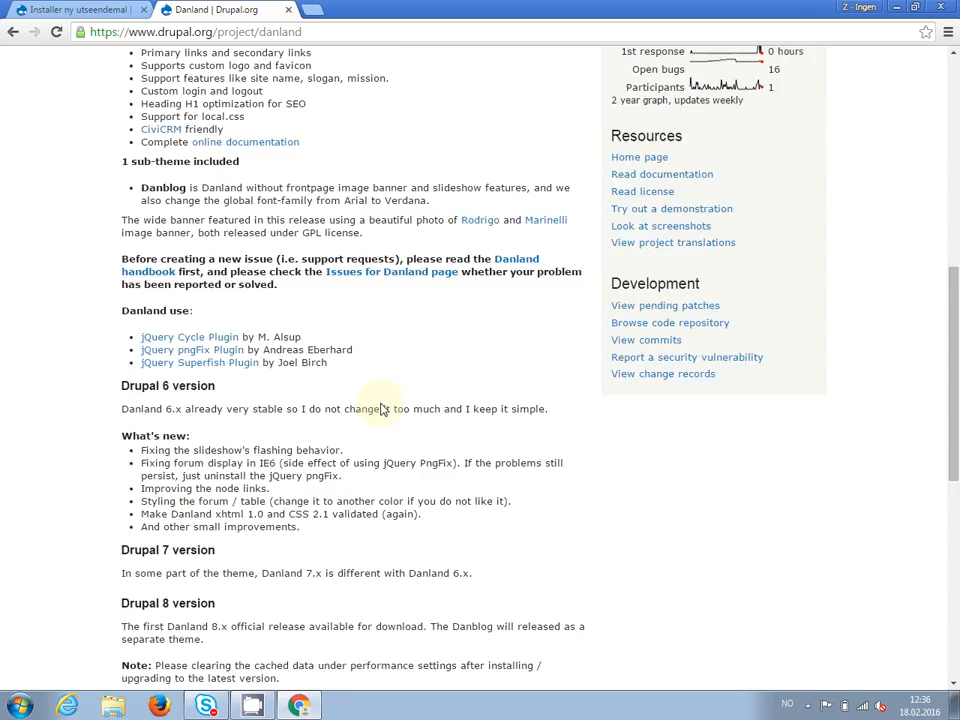 Installer ny utseendemal
Danland | Drupal.org
Z - Ingen
https://www.drupal.org/project/danland
Primary links and secondary links
Supports custom logo and favicon
Support features like site name, slogan, mission.
Custom login and logout
Heading H1 optimization for SEO
Support for local.css
CiviCRM friendly
Complete online documentation
1 sub-theme included
Danblog is Danland without frontpage image banner and slideshow features, and we
also change the global font-family from Arial to Verdana.
The wide banner featured in this release using a beautiful photo of Rodrigo and Marinelli
image banner, both released under GPL license.
Before creating a new issue (i.e. support requests), please read the Danland
handbook first, and please check the Issues for Danland page whether your problem
has been reported or solved.
Danland use:
jQuery Cycle Plugin by M. Alsup
jQuery pngFix Plugin by Andreas Eberhard
jQuery Superfish Plugin by Joel Birch
Drupal 6 version
Danland 6.x already very stable so I do not change it too much and I keep it simple.
What's new:
Fixing the slideshow's flashing behavior.
Fixing forum display in IE6 (side effect of using jQuery PngFix). If the problems still
persist, just uninstall the jQuery pngFix.
Improving the node links.
Styling the forum / table (change it to another color if you do not like it).
Make Danland xhtml 1.0 and CSS 2.1 validated (again).
And other small improvements.
Drupal 7 version
In some part of the theme, Danland 7.x is different with Danland 6.x.
Drupal 8 version
The first Danland 8.x official release available for download. The Danblog will released as a
separate theme.
Note: Please clearing the cached data under performance settings after installing /
upgrading to the latest version.
1st response 0 hours
Open bugs 16
Participants 1
2 year graph, updates weekly
Resources
Home page
Read documentation
Read license
Try out a demonstration
Look at screenshots
View project translations
Development
View pending patches
Browse code repository
View commits
Report a security vulnerability
View change records
NO
12:36
18.02.2016